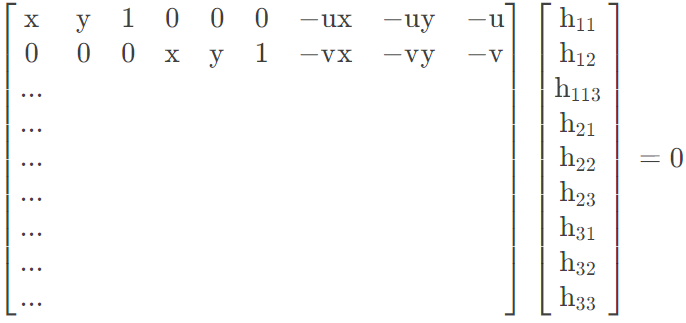 x y 1 0 0 0 −ux −uy −u h₁₁
0 0 0 x y 1 −vx −vy −v h₁₂
... h₁₁₃
... h₂₁
... h₂₂ = 0
... h₂₃
... h₃₁
... h₃₂
... h₃₃